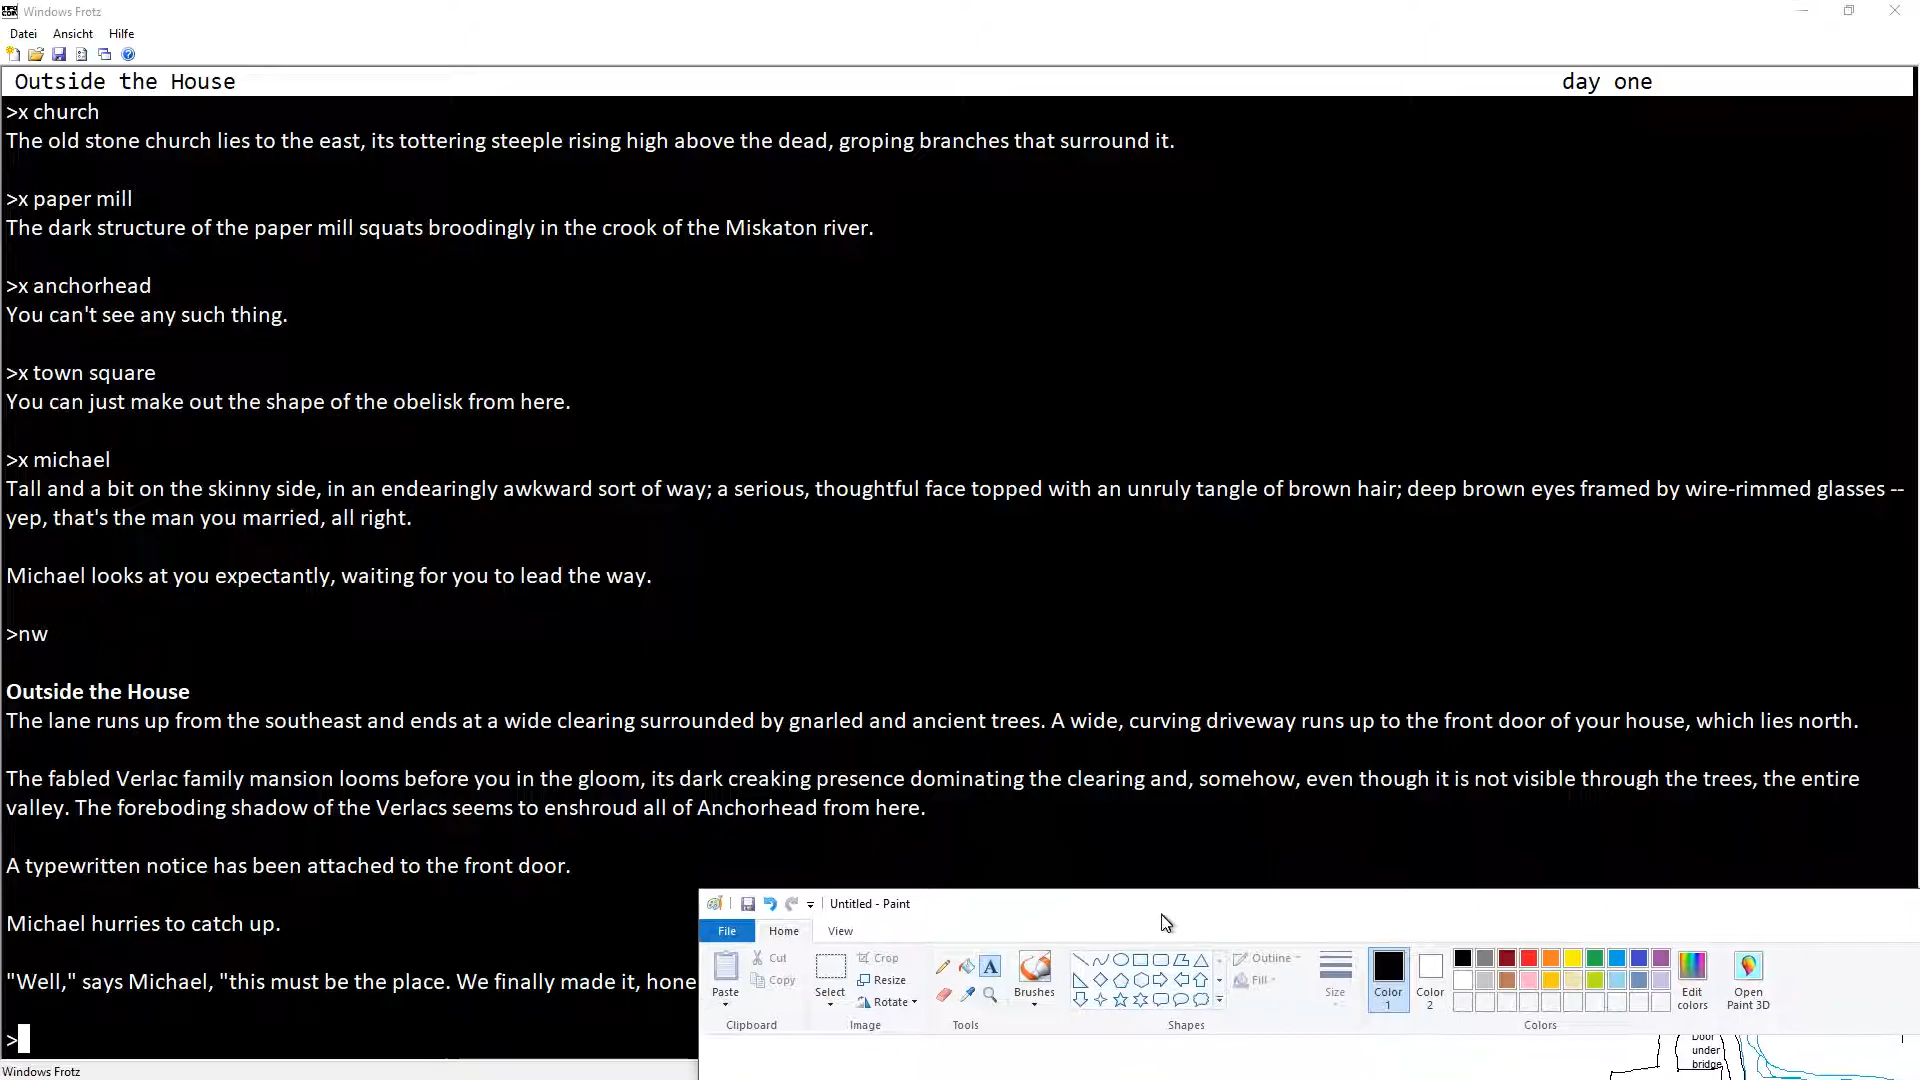 Windows Frotz
Datei Ansicht Hilfe
Outside the House day one
>x church
The old stone church lies to the east, its tottering steeple rising high above the dead, groping branches that surround it.
>x paper mill
The dark structure of the paper mill squats broodingly in the crook of the Miskaton river.
>x anchorhead
You can't see any such thing.
>x town square
You can just make out the shape of the obelisk from here.
>x michael
Tall and a bit on the skinny side, in an endearingly awkward sort of way; a serious, thoughtful face topped with an unruly tangle of brown hair; deep brown eyes framed by wire-rimmed glasses --
yep, that's the man you married, all right.
Michael looks at you expectantly, waiting for you to lead the way.
>nw
Outside the House
The lane runs up from the southeast and ends at a wide clearing surrounded by gnarled and ancient trees. A wide, curving driveway runs up to the front door of your house, which lies north.
The fabled Verlac family mansion looms before you in the gloom, its dark creaking presence dominating the clearing and, somehow, even though it is not visible through the trees, the entire
valley. The foreboding shadow of the Verlacs seems to enshroud all of Anchorhead from here.
A typewritten notice has been attached to the front door.
Michael hurries to catch up.
"Well," says Michael, "this must be the place. We finally made it, hone
>
Windows Frotz
Untitled - Paint
File Home View
Paste
Cut
Copy
Clipboard
Select
Crop
Resize
Rotate
Image
A
Tools
Brushes
Outline
Fill
Shapes
Size
Color
1
Color
2
Edit
colors
Open
Paint 3D
Colors
Door
under
bridge